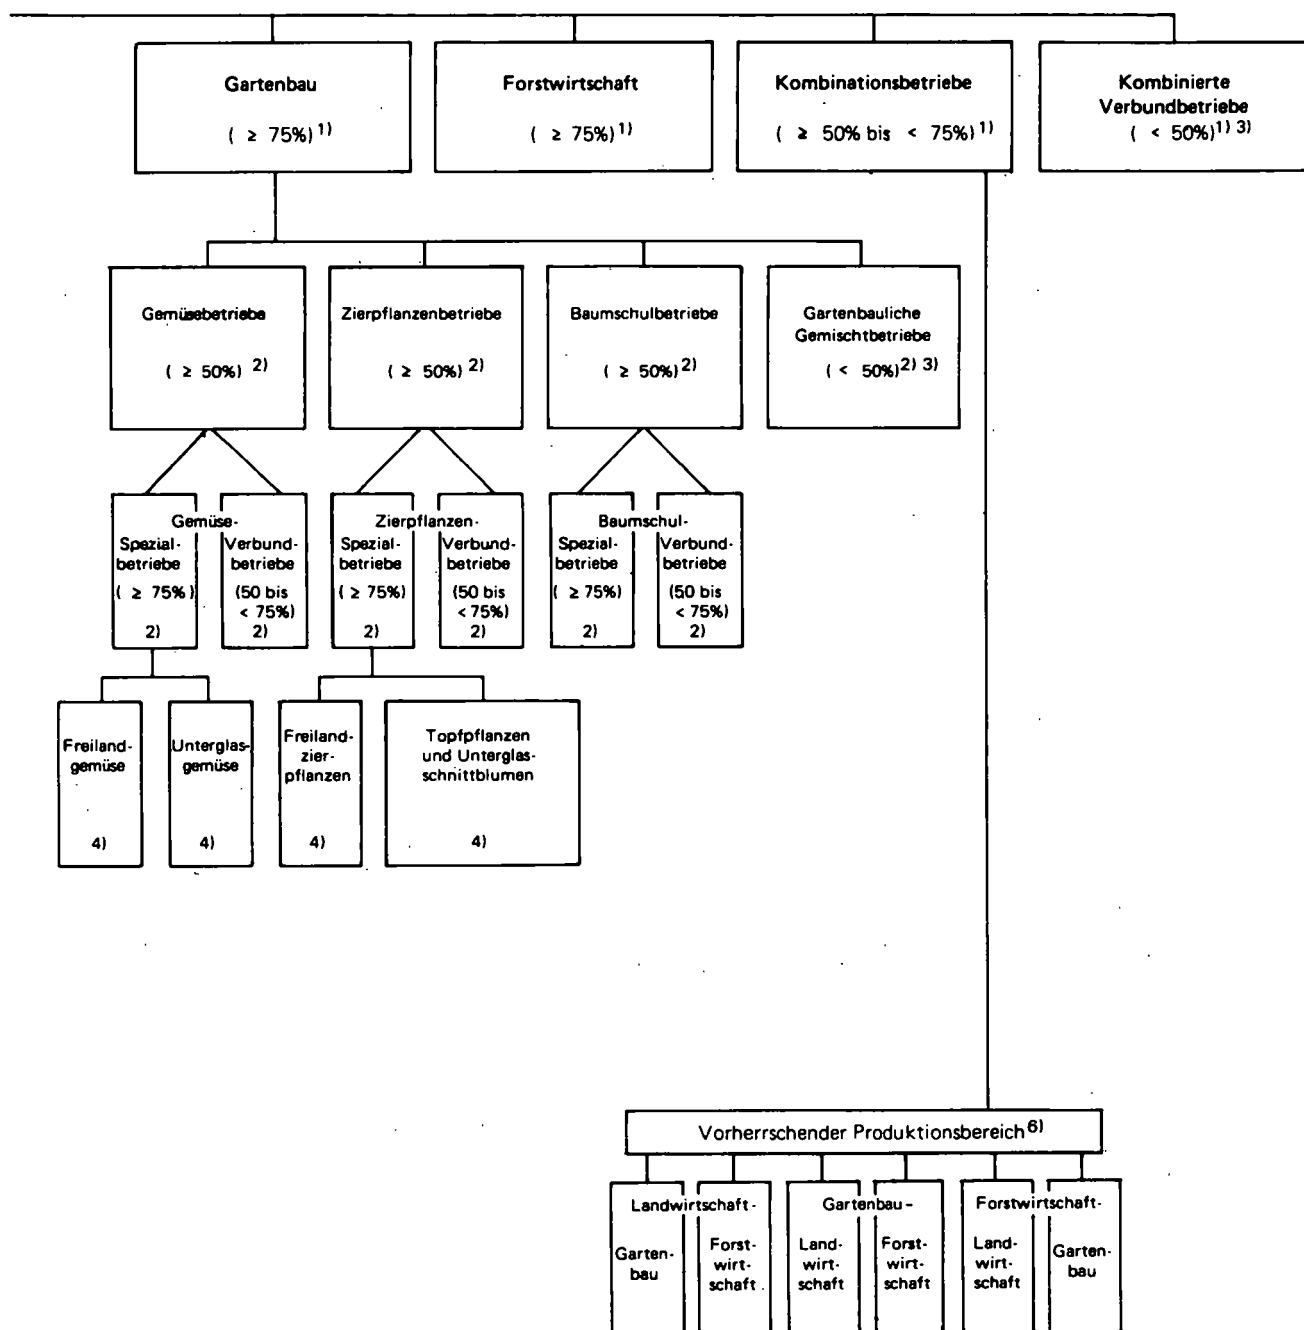 Gartenbau
( ≥ 75%) 1)
Forstwirtschaft
( ≥ 75%) 1)
Kombinationsbetriebe
( ≥ 50% bis < 75%) 1)
Kombinierte
Verbundbetriebe
( < 50%) 1) 3)
Gemüsebetriebe
( ≥ 50%) 2)
Zierpflanzenbetriebe
( ≥ 50%) 2)
Baumschulbetriebe
( ≥ 50%) 2)
Gartenbauliche
Gemischtbetriebe
( < 50%) 2) 3)
Gemüse-
Spezial-
betriebe
( ≥ 75%)
2)
Verbund-
betriebe
(50 bis
< 75%)
2)
Zierpflanzen-
Spezial-
betriebe
( ≥ 75%)
2)
Verbund-
betriebe
(50 bis
< 75%)
2)
Baumschul-
Spezial-
betriebe
( ≥ 75%)
2)
Verbund-
betriebe
(50 bis
< 75%)
2)
Freiland-
gemüse
4)
Unterglas-
gemüse
4)
Freiland-
zier-
pflanzen
4)
Topfpflanzen
und Unterglas-
schnittblumen
4)
Vorherrschender Produktionsbereich 6)
Landwirtschaft-
Garten-
bau
Forst-
wirt-
schaft
Gartenbau-
Land-
wirt-
schaft
Forst-
wirt-
schaft
Forstwirtschaft-
Land-
wirt-
schaft
Garten-
bau